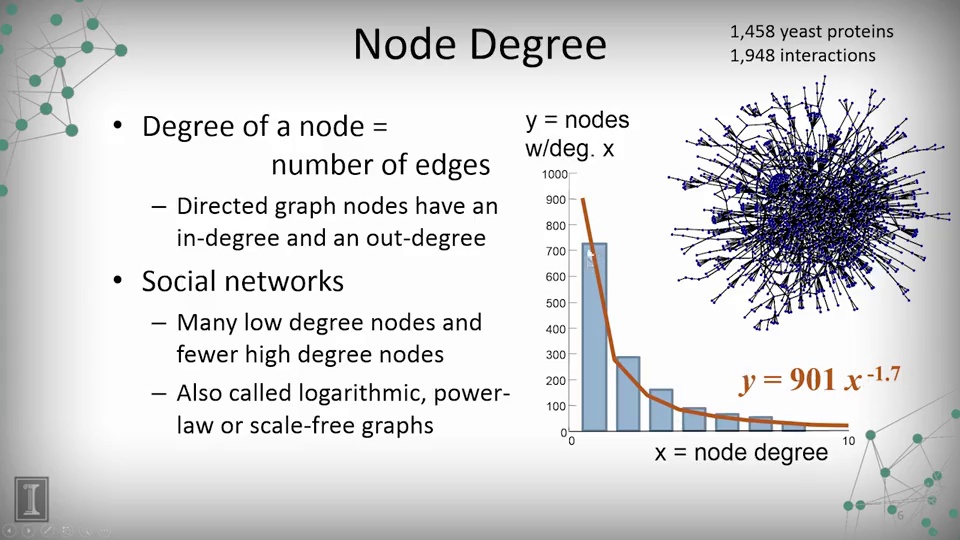 Node Degree
1,458 yeast proteins
1,948 interactions
• Degree of a node =
number of edges
– Directed graph nodes have an
in-degree and an out-degree
• Social networks
– Many low degree nodes and
fewer high degree nodes
– Also called logarithmic, power-
law or scale-free graphs
y = nodes
w/deg. x
1000
900
800
700
600
500
400
300
200
100
0
0
10
y = 901 x^-1.7
x = node degree
I
6